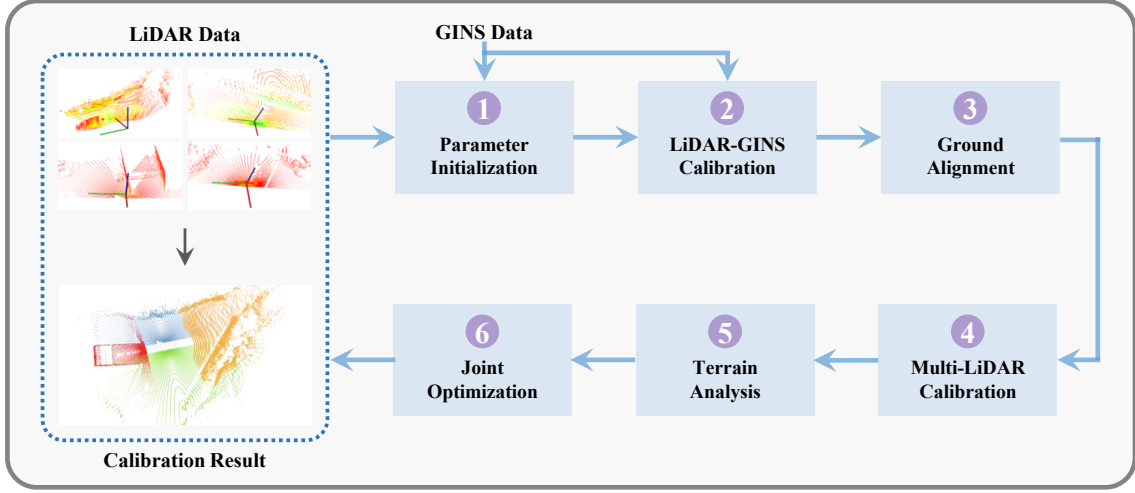 LiDAR Data
GINS Data
1
Parameter
Initialization
2
LiDAR-GINS
Calibration
3
Ground
Alignment
6
Joint
Optimization
5
Terrain
Analysis
4
Multi-LiDAR
Calibration
Calibration Result